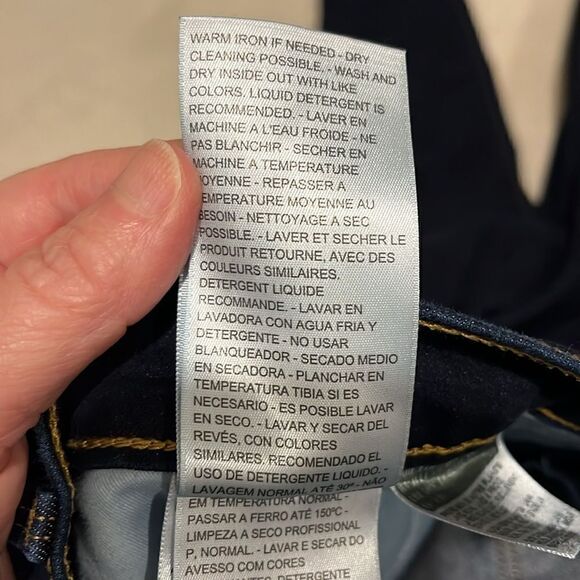 WARM IRON IF NEEDED - DRY
CLEANING POSSIBLE. - WASH AND
DRY INSIDE OUT WITH LIKE
COLORS. LIQUID DETERGENT IS
RECOMMENDED. - LAVER EN
MACHINE A L'EAU FROIDE - NE
PAS BLANCHIR - SECHER EN
MACHINE A TEMPERATURE
MOYENNE - REPASSER A
TEMPERATURE MOYENNE AU
BESOIN - NETTOYAGE A SEC
POSSIBLE. - LAVER ET SECHER LE
PRODUIT RETOURNE, AVEC DES
COULEURS SIMILAIRES.
DETERGENT LIQUIDE
RECOMMANDE. - LAVAR EN
LAVADORA CON AGUA FRIA Y
DETERGENTE - NO USAR
BLANQUEADOR - SECADO MEDIO
EN SECADORA - PLANCHAR EN
TEMPERATURA TIBIA SI ES
NECESARIO - ES POSIBLE LAVAR
EN SECO. - LAVAR Y SECAR DEL
REVÉS, CON COLORES
SIMILARES. RECOMENDADO EL
USO DE DETERGENTE LIQUIDO. -
LAVAGEM NORMAL ATÉ 30º - NÃO
EM TEMPERATURA NORMAL -
PASSAR A FERRO ATÉ 150ºC -
LIMPEZA A SECO PROFISSIONAL
P, NORMAL. - LAVAR E SECAR DO
AVESSO COM CORES
DETERGENTE